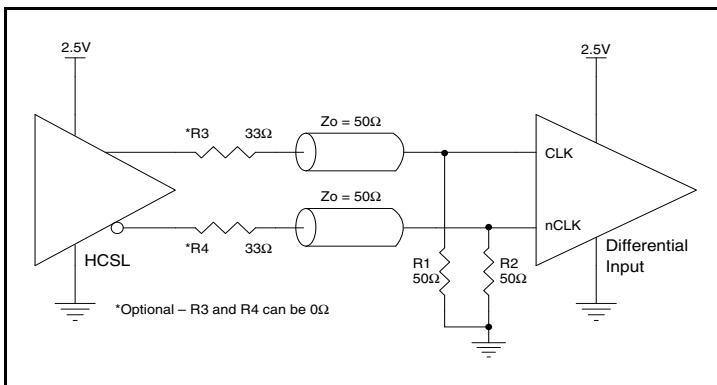 2.5V
2.5V
*R3 33Ω
Zo = 50Ω
CLK
Zo = 50Ω
*R4 33Ω
nCLK
HCSL
Differential
Input
R1
50Ω
R2
50Ω
*Optional – R3 and R4 can be 0Ω